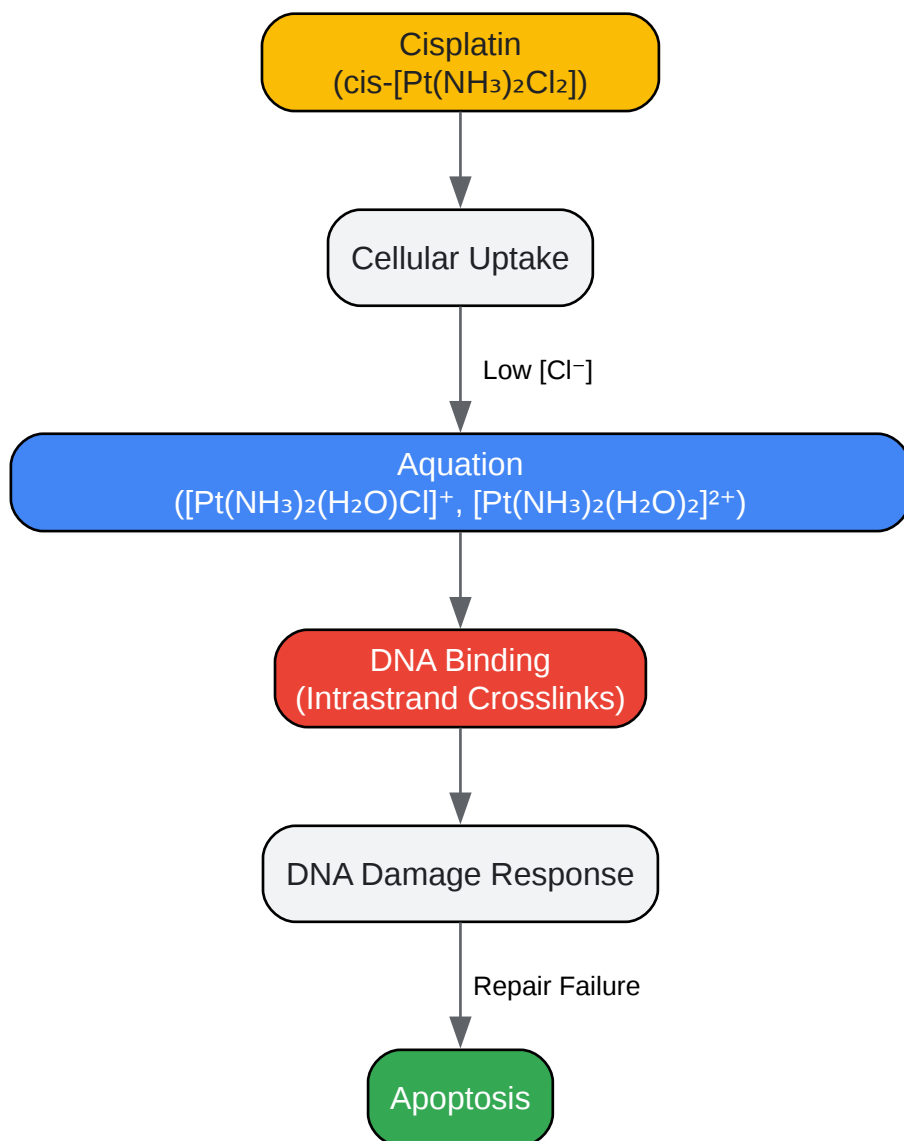 Cisplatin
(cis-[Pt(NH₃)₂Cl₂])
Cellular Uptake
Low [Cl⁻]
Aquation
([Pt(NH₃)₂(H₂O)Cl]⁺, [Pt(NH₃)₂(H₂O)₂]²⁺)
DNA Binding
(Intrastrand Crosslinks)
DNA Damage Response
Repair Failure
Apoptosis